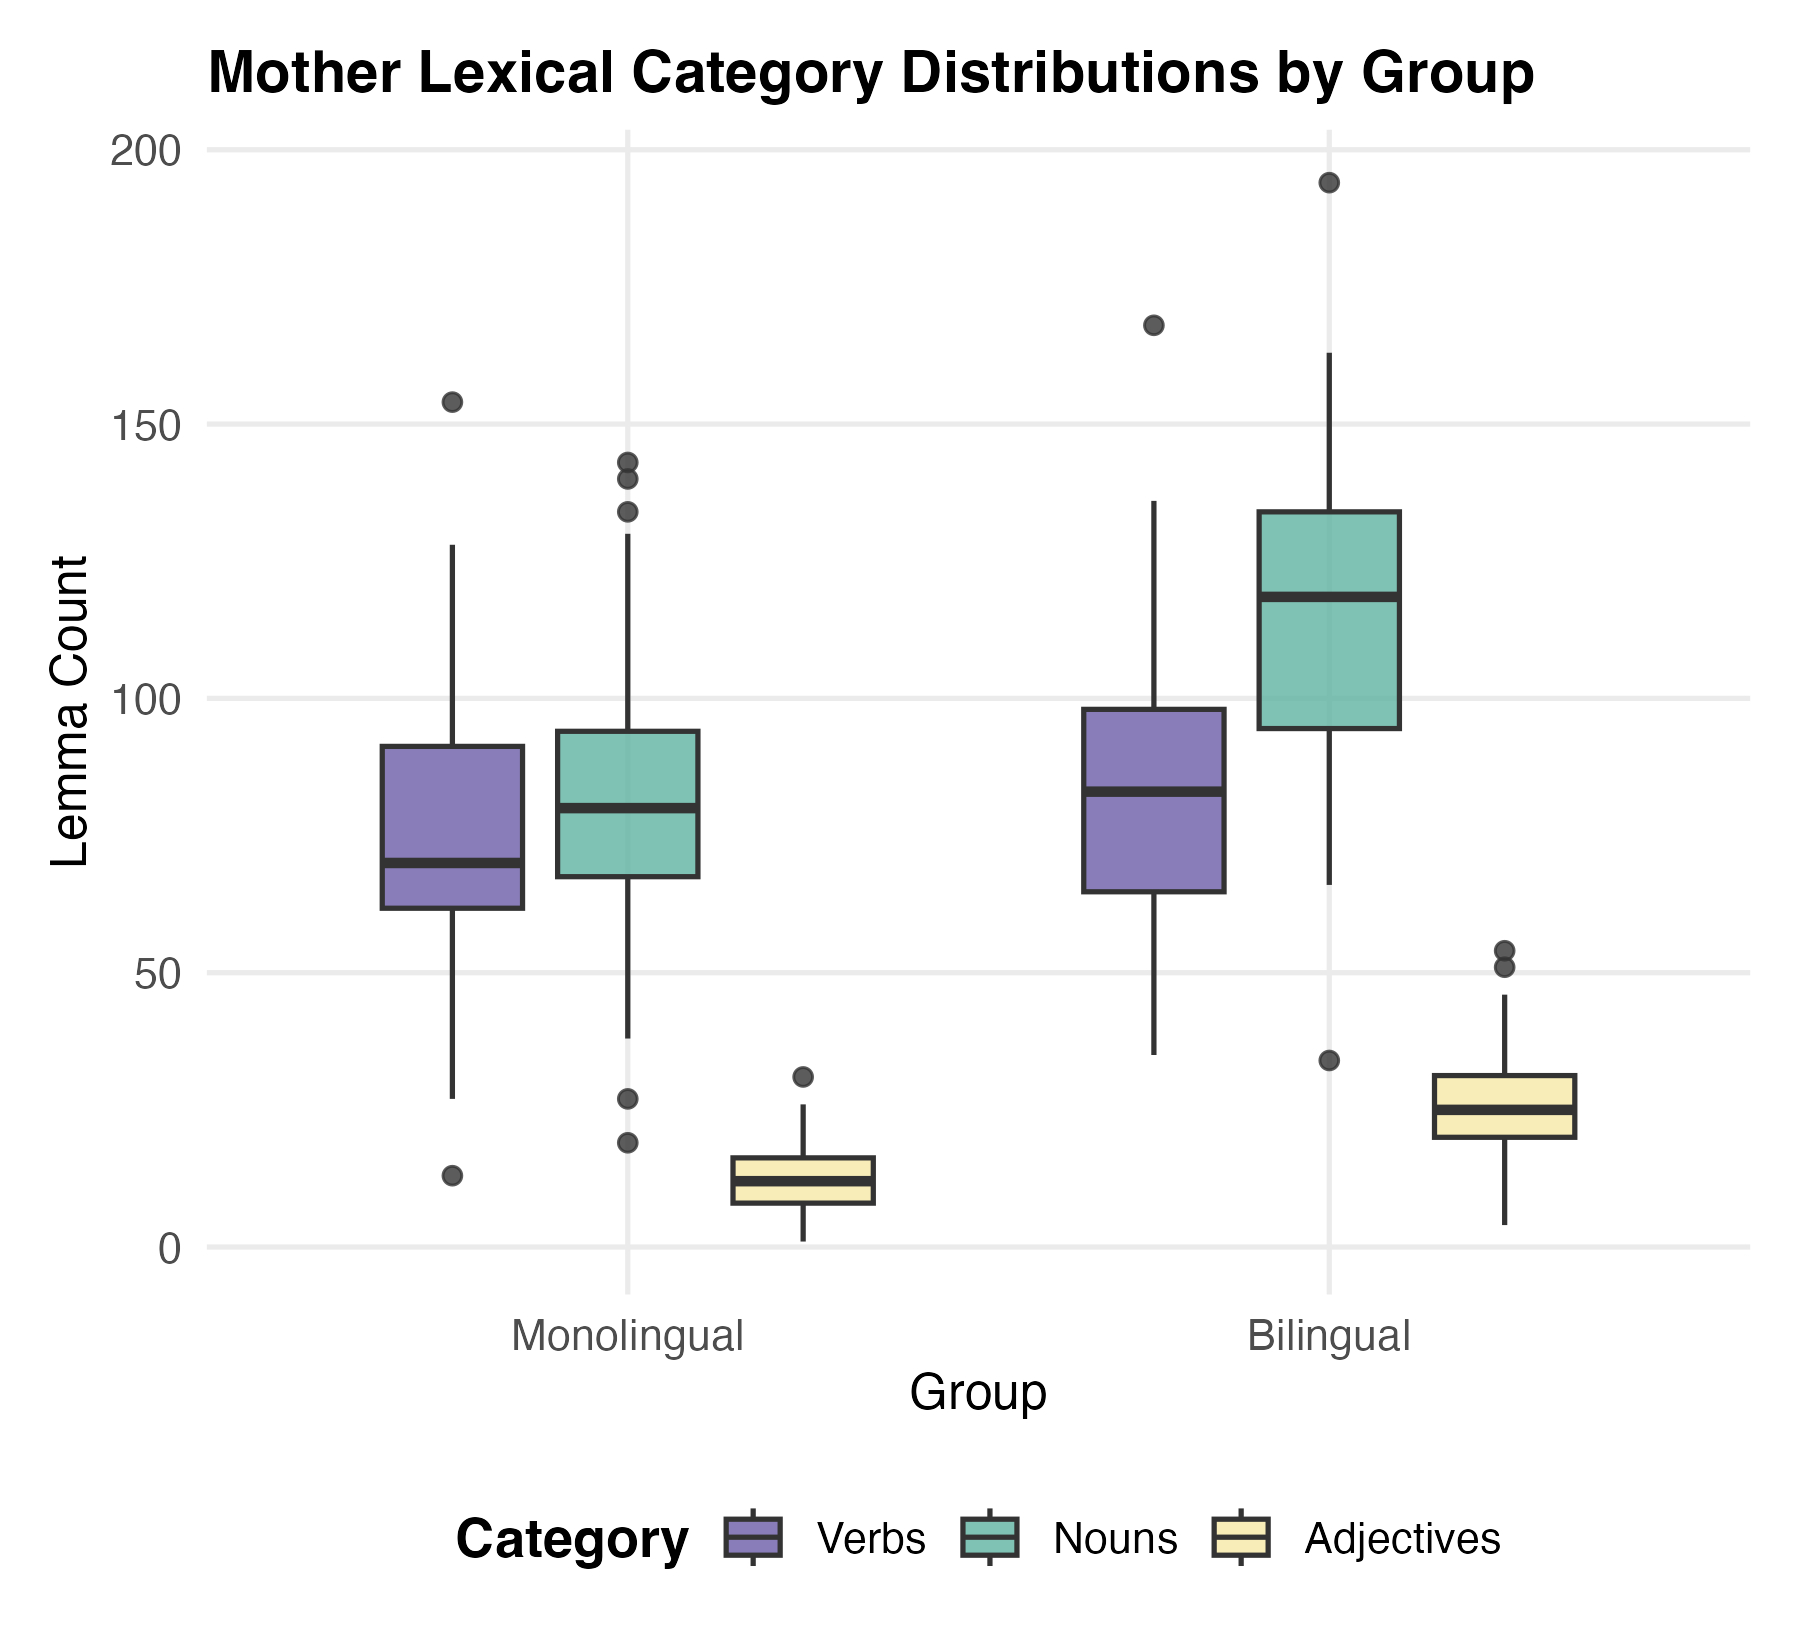 Mother Lexical Category Distributions by Group
200
150
100
50
0
Lemma Count
Monolingual Bilingual
Group
Category Verbs Nouns Adjectives